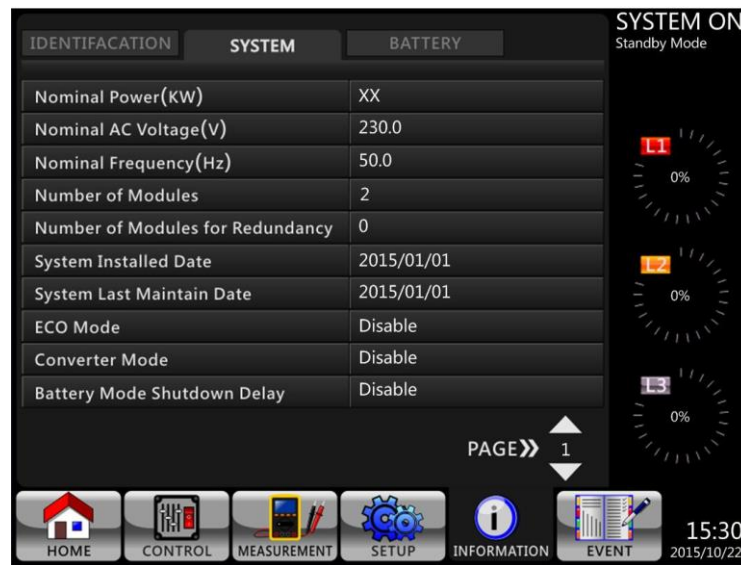 IDENTIFACATION SYSTEM BATTERY
SYSTEM ON
Standby Mode
Nominal Power(KW) XX
Nominal AC Voltage(V) 230.0
Nominal Frequency(Hz) 50.0
Number of Modules 2
Number of Modules for Redundancy 0
System Installed Date 2015/01/01
System Last Maintain Date 2015/01/01
ECO Mode Disable
Converter Mode Disable
Battery Mode Shutdown Delay Disable
PAGE 1
L1
0%
L2
0%
L3
0%
HOME CONTROL MEASUREMENT SETUP INFORMATION EVENT
15:30
2015/10/22